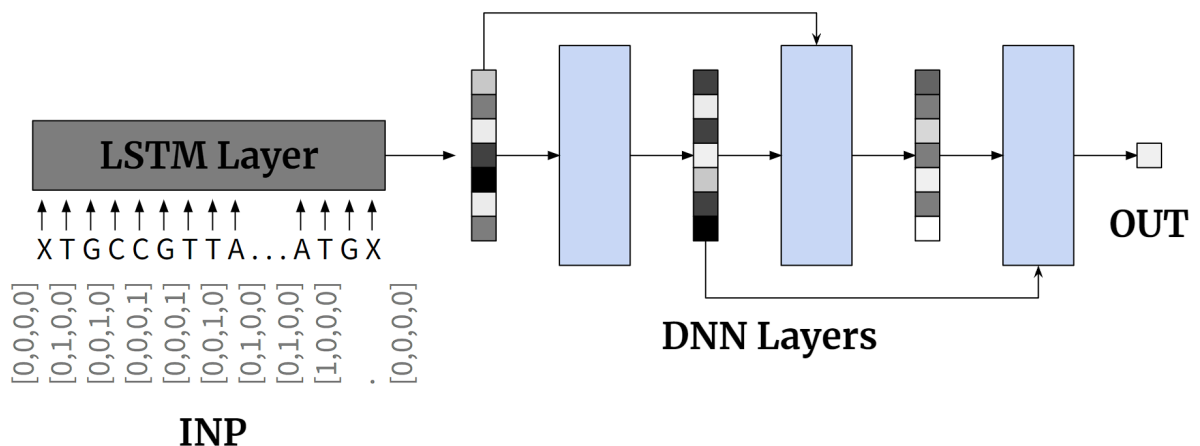 LSTM Layer
XTGCCGTTA...ATGX
[0,0,0,0]
[0,1,0,0]
[0,0,1,0]
[0,0,0,1]
[0,0,0,1]
[0,0,1,0]
[0,1,0,0]
[0,1,0,0]
[1,0,0,0]
.
[0,0,0,0]
INP
DNN Layers
OUT